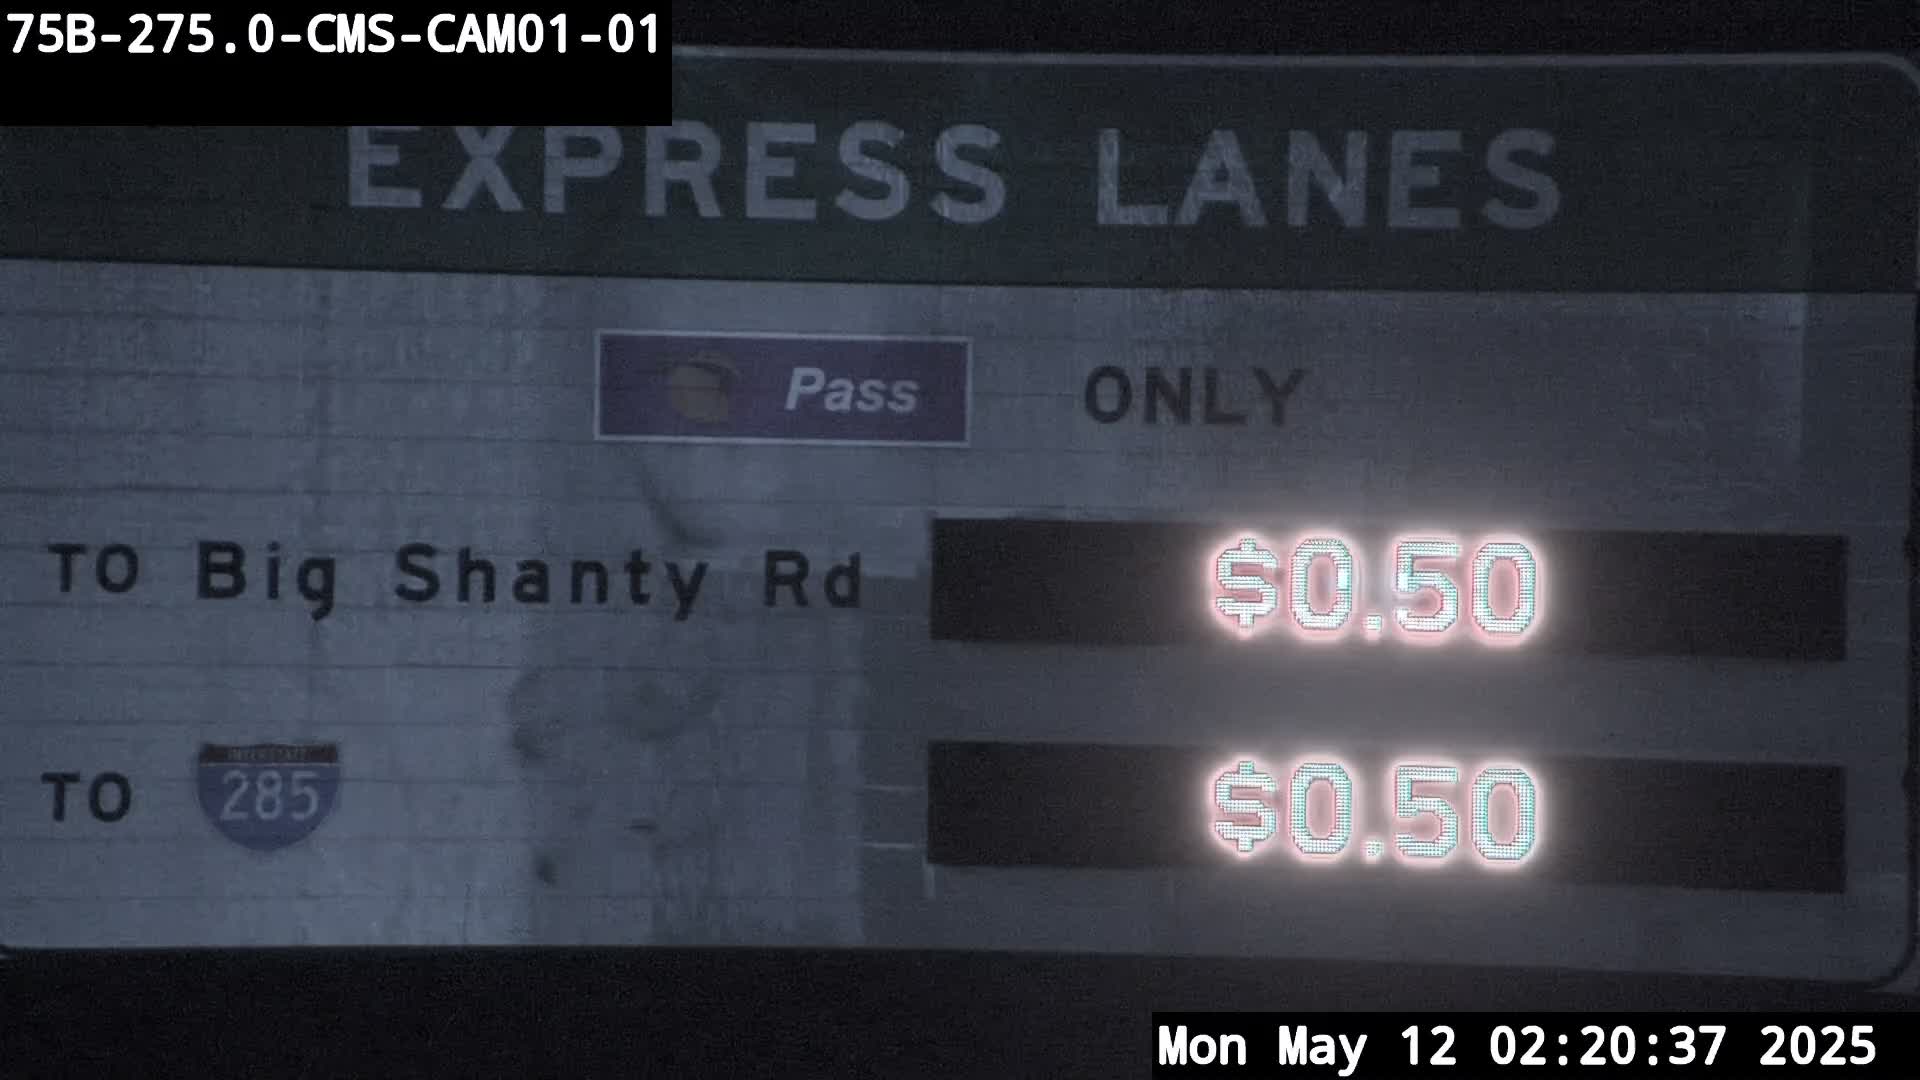 75B-275.0-CMS-CAM01-01
EXPRESS LANES
Pass ONLY
TO Big Shanty Rd $0.50
INTERSTATE
TO 285 $0.50
Mon May 12 02:20:37 2025